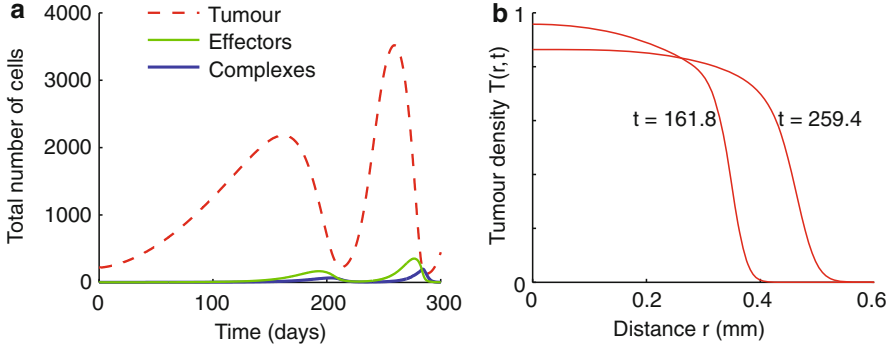 a
Tumour
Effectors
Complexes
Total number of cells
4000
3000
2000
1000
0
0
100
200
300
Time (days)
b
Tumour density T(r, t)
1
0
t = 161.8
t = 259.4
0
0.2
0.4
0.6
Distance r (mm)